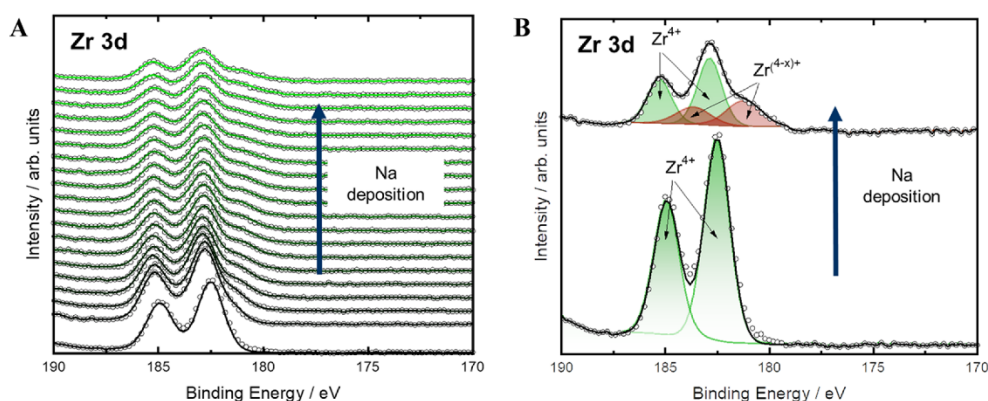 A
Zr 3d
Intensity / arb. units
Na
deposition
190 185 180 175 170
Binding Energy / eV
B
Zr 3d
Zr4+
Zr(4-x)+
Intensity / arb. units
Zr4+
Na
deposition
190 185 180 175 170
Binding Energy / eV